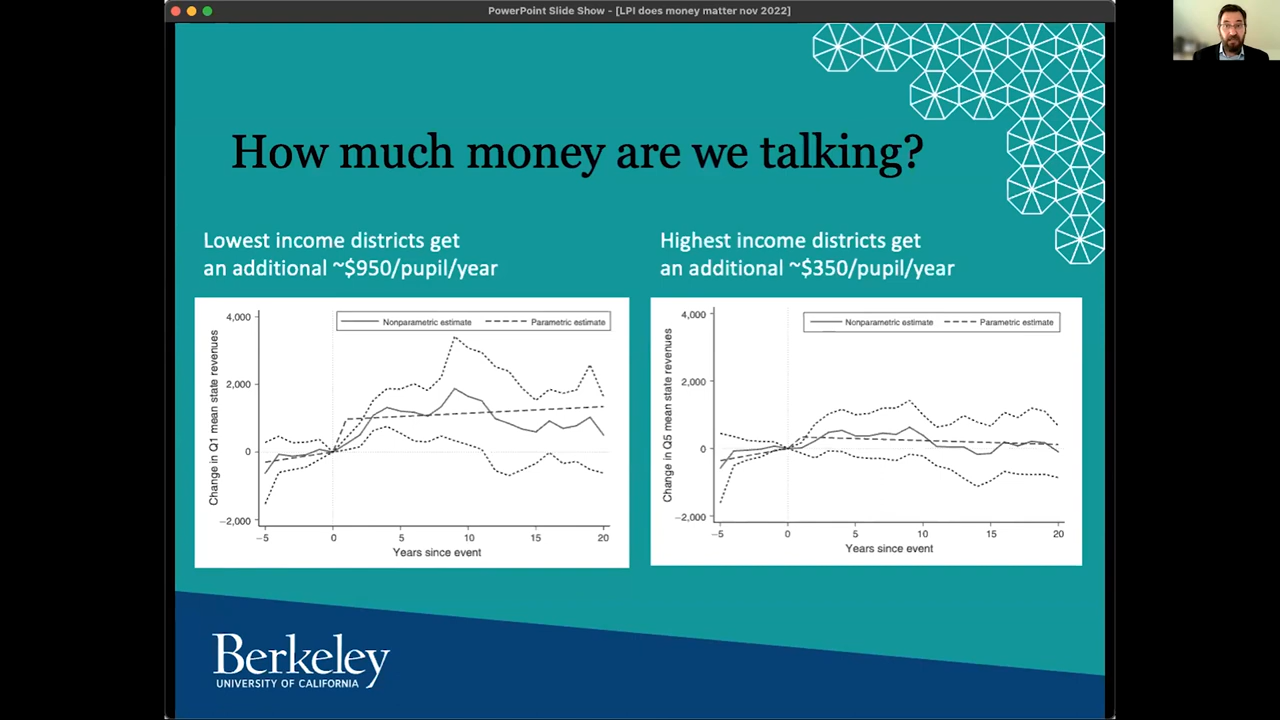 PowerPoint Slide Show - [LPI does money matter nov 2022]
How much money are we talking?
Lowest income districts get
an additional ~$950/pupil/year
Nonparametric estimate
Parametric estimate
Change in Q1 mean state revenues
4,000
2,000
0
−2,000
−5
0
5
10
15
20
Years since event
Highest income districts get
an additional ~$350/pupil/year
Nonparametric estimate
Parametric estimate
Change in Q5 mean state revenues
4,000
2,000
0
−2,000
−5
0
5
10
15
20
Years since event
Berkeley
UNIVERSITY OF CALIFORNIA